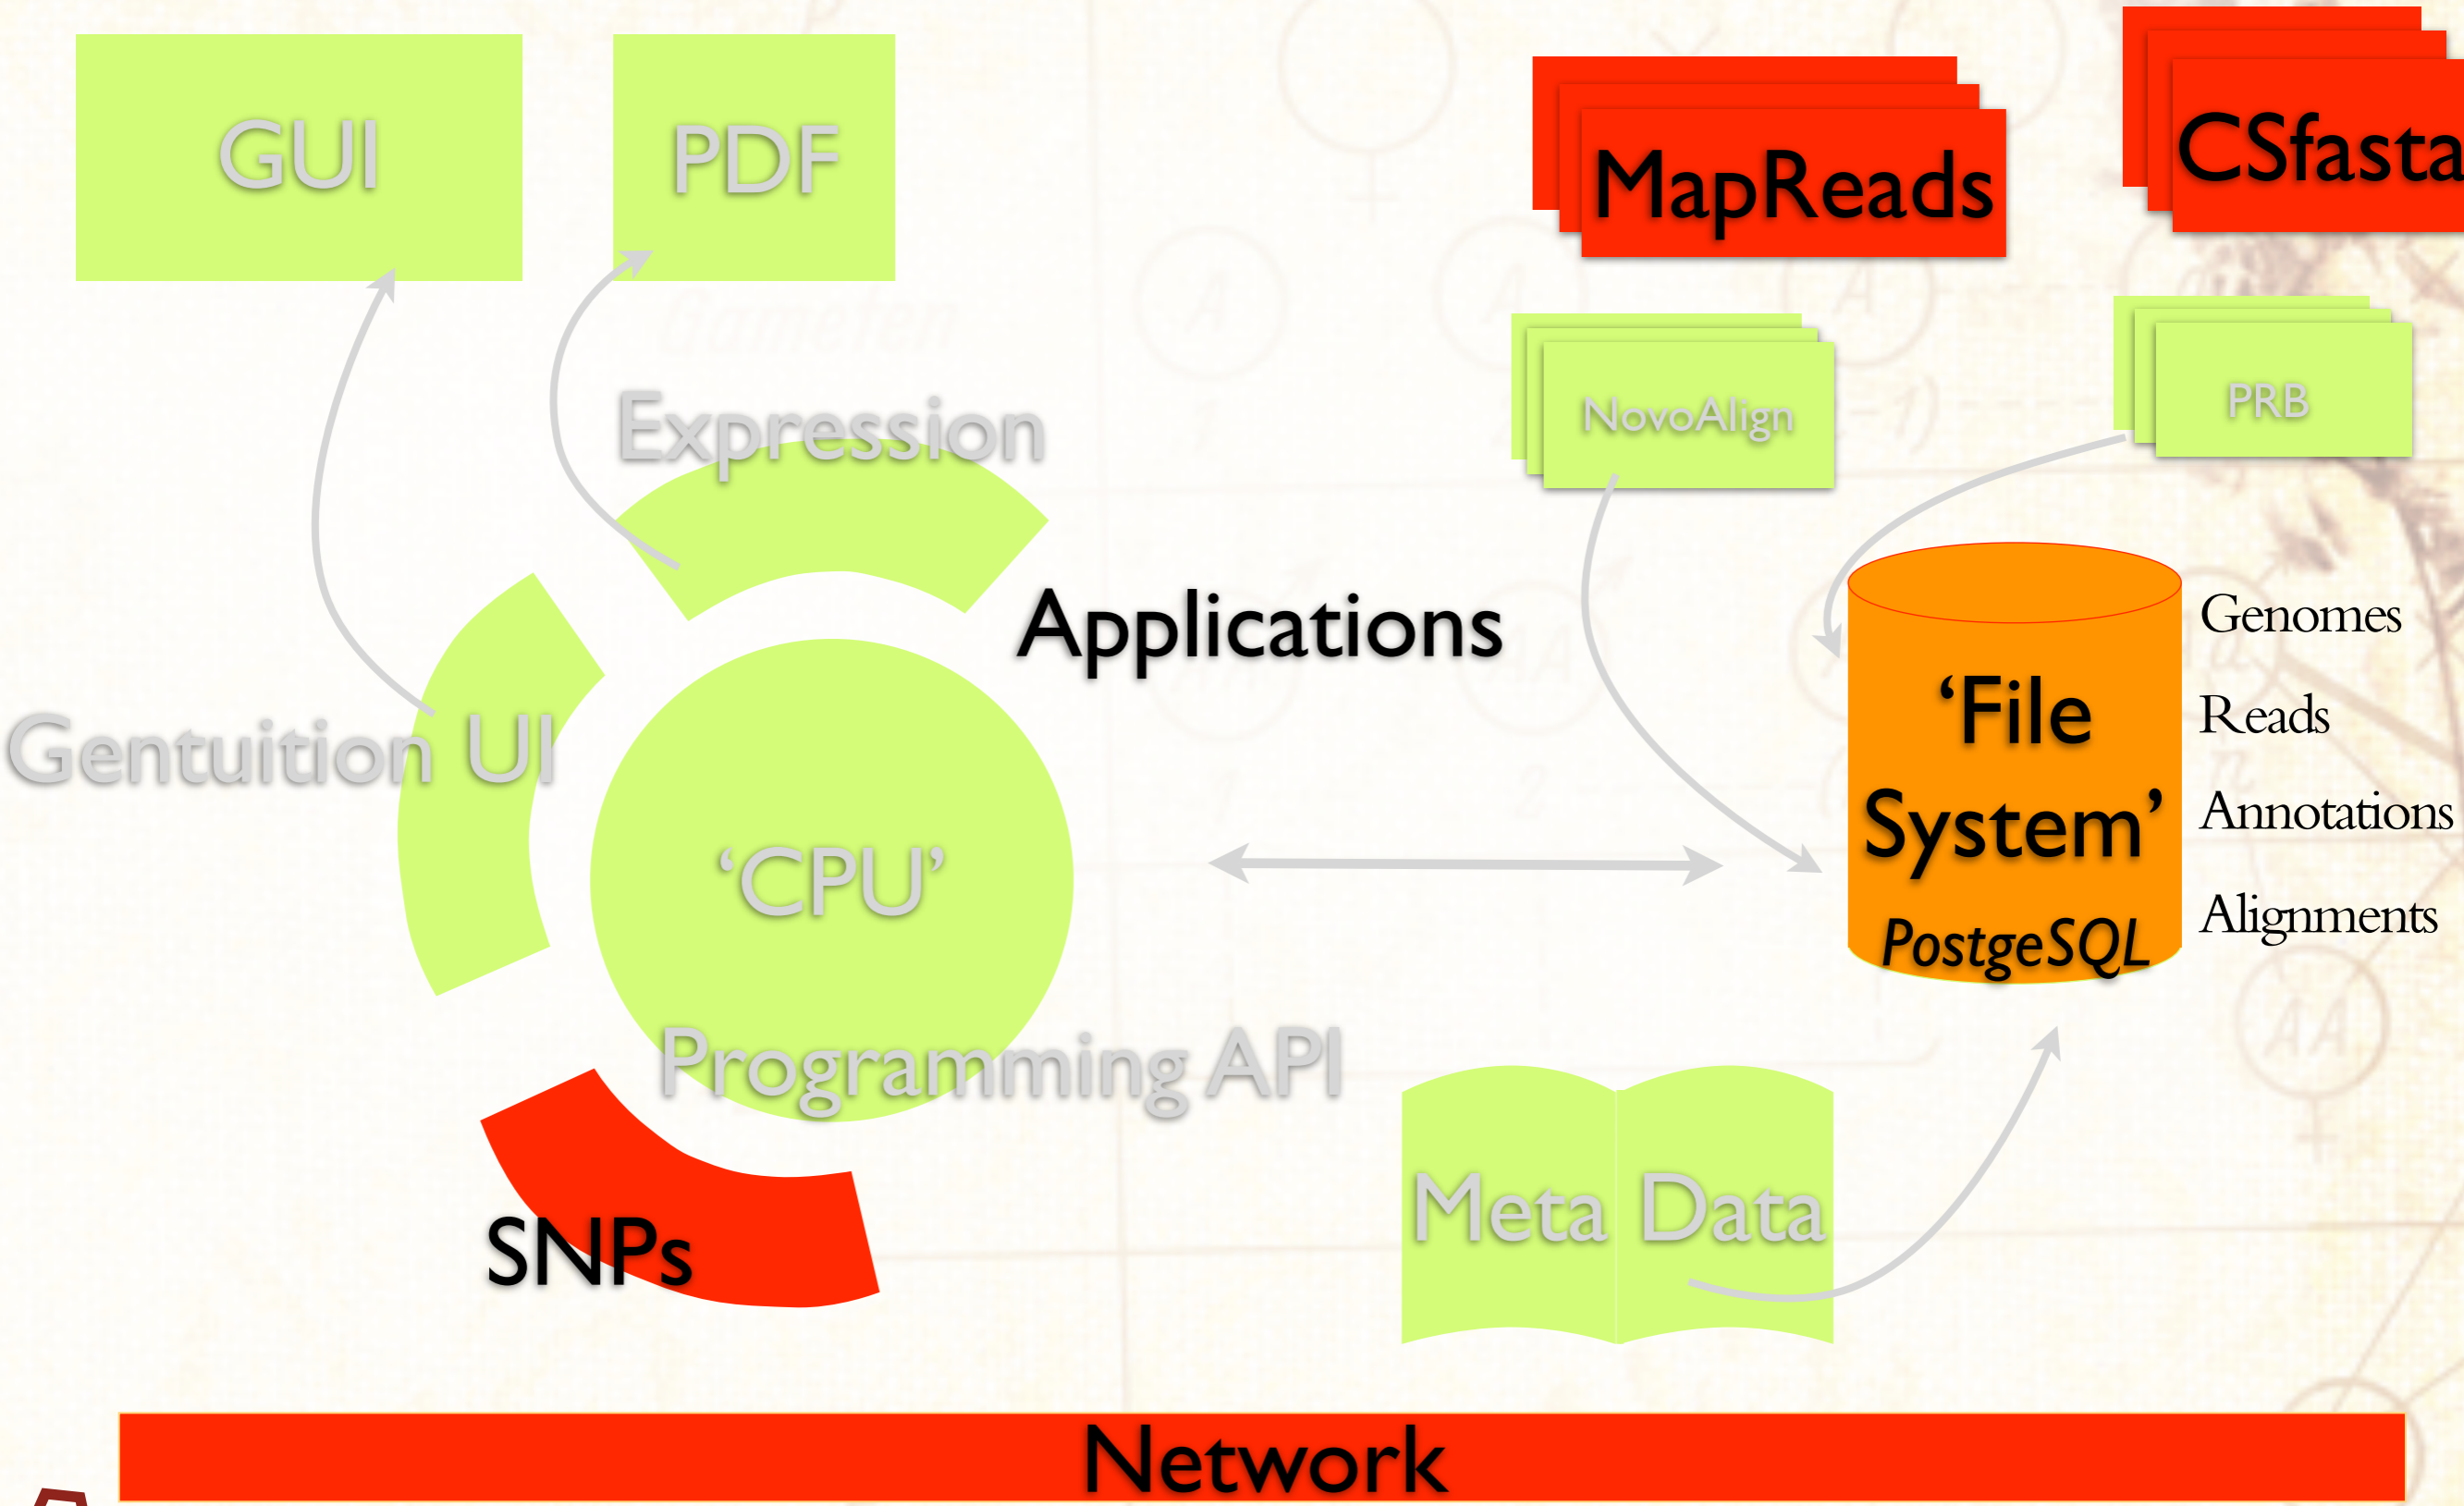 GUI
PDF
MapReads
CSfasta
Gameten
Expression
NovoAlign
PRB
Applications
Gentuition UI
‘CPU’
Programming API
‘File
System’
PostgeSQL
Genomes
Reads
Annotations
Alignments
SNPs
Meta Data
Network